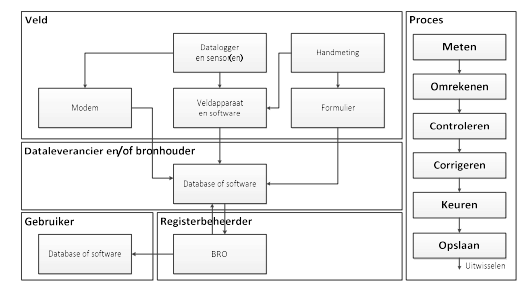 Veld
Datalogger
en sensor(en)
Handmeting
Modem
Veldapparaat
en software
Formulier
Dataleverancier en/of bronhouder
Database of software
Gebruiker
Database of software
Registerbeheerder
BRO
Proces
Meten
Omrekenen
Controleren
Corrigeren
Keuren
Opslaan
Uitwisselen